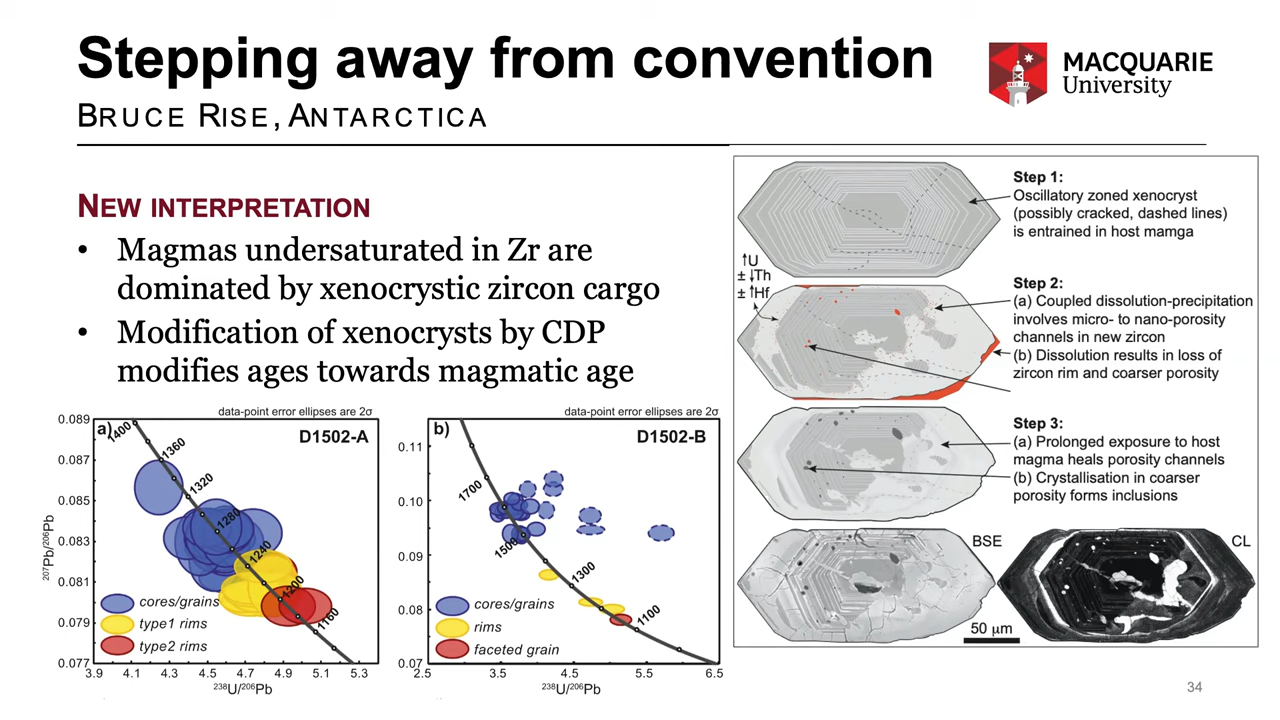 Stepping away from convention
BRUCE RISE, ANTARCTICA
MACQUARIE
University
NEW INTERPRETATION
• Magmas undersaturated in Zr are
dominated by xenocrystic zircon cargo
• Modification of xenocrysts by CDP
modifies ages towards magmatic age
data-point error ellipses are 2σ
a)
D1502-A
0.089
0.087
0.085
0.083
0.081
0.079
0.077
²⁰⁷Pb/²⁰⁶Pb
1400
1360
1320
1280
1240
1200
1160
cores/grains
type1 rims
type2 rims
3.9 4.1 4.3 4.5 4.7 4.9 5.1 5.3
²³⁸U/²⁰⁶Pb
data-point error ellipses are 2σ
b)
D1502-B
0.11
0.10
0.09
0.08
0.07
1700
1500
1300
1100
cores/grains
rims
faceted grain
2.5 3.5 4.5 5.5 6.5
²³⁸U/²⁰⁶Pb
Step 1:
Oscillatory zoned xenocryst
(possibly cracked, dashed lines)
is entrained in host mamga
↑U
± ↓Th
± ↑Hf
Step 2:
(a) Coupled dissolution-precipitation
involves micro- to nano-porosity
channels in new zircon
(b) Dissolution results in loss of
zircon rim and coarser porosity
Step 3:
(a) Prolonged exposure to host
magma heals porosity channels
(b) Crystallisation in coarser
porosity forms inclusions
BSE
CL
50 µm
34